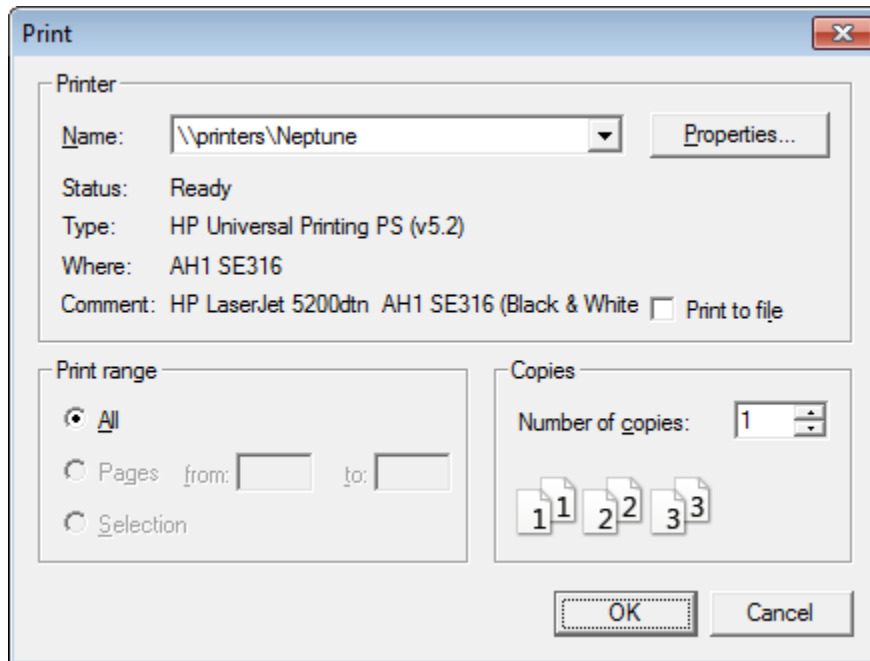 Print
Printer
Name: \\printers\Neptune Properties...
Status: Ready
Type: HP Universal Printing PS (v5.2)
Where: AH1 SE316
Comment: HP LaserJet 5200dtn AH1 SE316 (Black & White Print to file
Print range
All
Pages from: to:
Selection
Copies
Number of copies: 1
1 1 2 2 3 3
OK Cancel